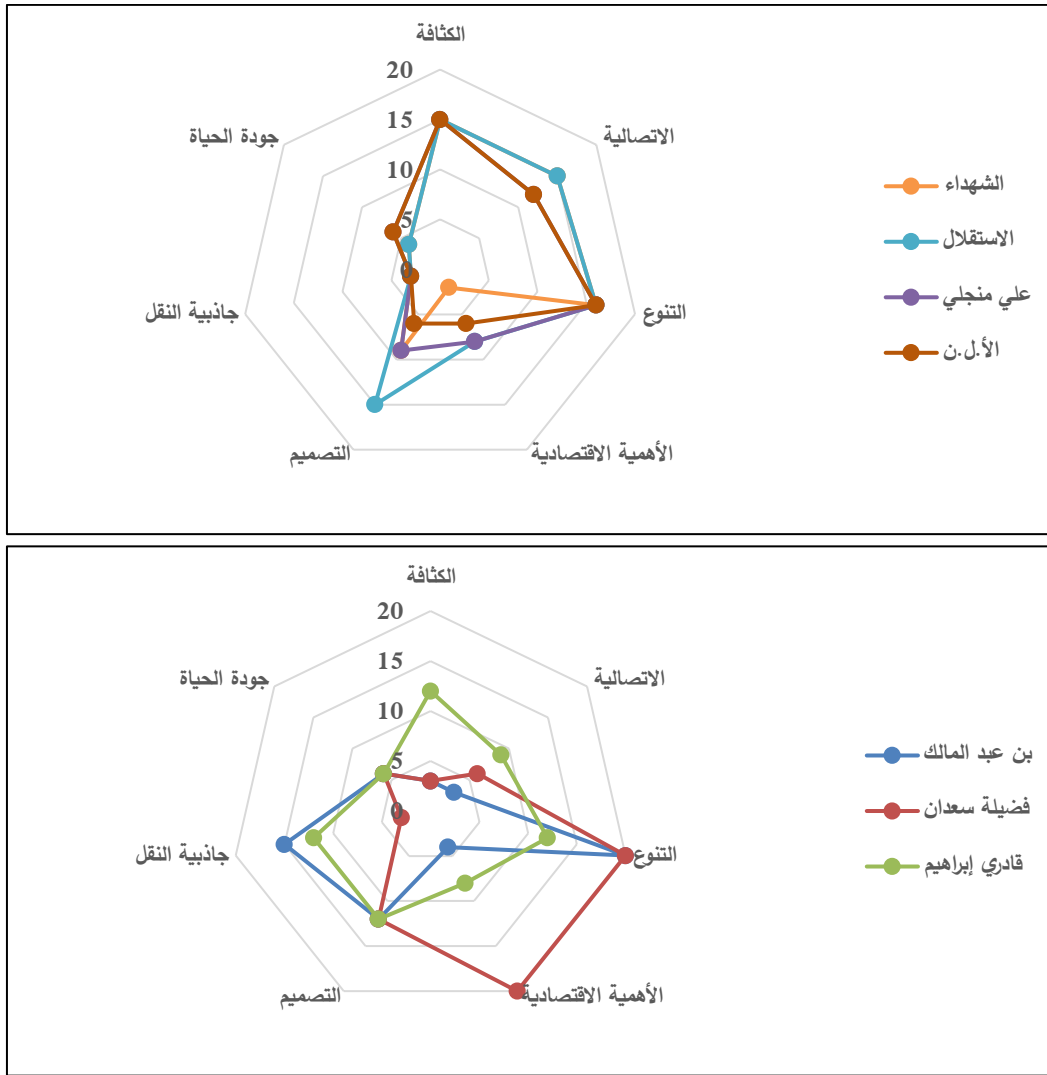 الكثافة
20
جودة الحياة
15
الاتصالية
10
5
0
جاذبية النقل
التنوع
التصميم
الأهمية الاقتصادية
الشهداء
الاستقلال
علي منجلي
الأ.ل.ن
الكثافة
20
جودة الحياة
15
الاتصالية
10
5
0
جاذبية النقل
التنوع
التصميم
الأهمية الاقتصادية
بن عبد المالك
فضيلة سعدان
قادري إبراهيم